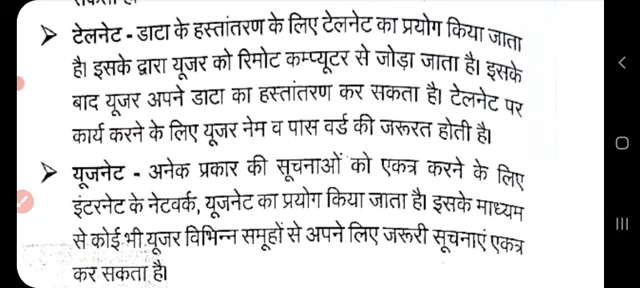 ➤ टेलनेट - डाटा के हस्तांतरण के लिए टेलनेट का प्रयोग किया जाता
है। इसके द्वारा यूजर को रिमोट कम्प्यूटर से जोड़ा जाता है। इसके
बाद यूजर अपने डाटा का हस्तांतरण कर सकता है। टेलनेट पर
कार्य करने के लिए यूजर नेम व पास वर्ड की जरूरत होती है।
➤ यूजनेट - अनेक प्रकार की सूचनाओं को एकत्र करने के लिए
इंटरनेट के नेटवर्क, यूजनेट का प्रयोग किया जाता है। इसके माध्यम
से कोई भी यूजर विभिन्न समूहों से अपने लिए जरूरी सूचनाएं एकत्र
कर सकता है।